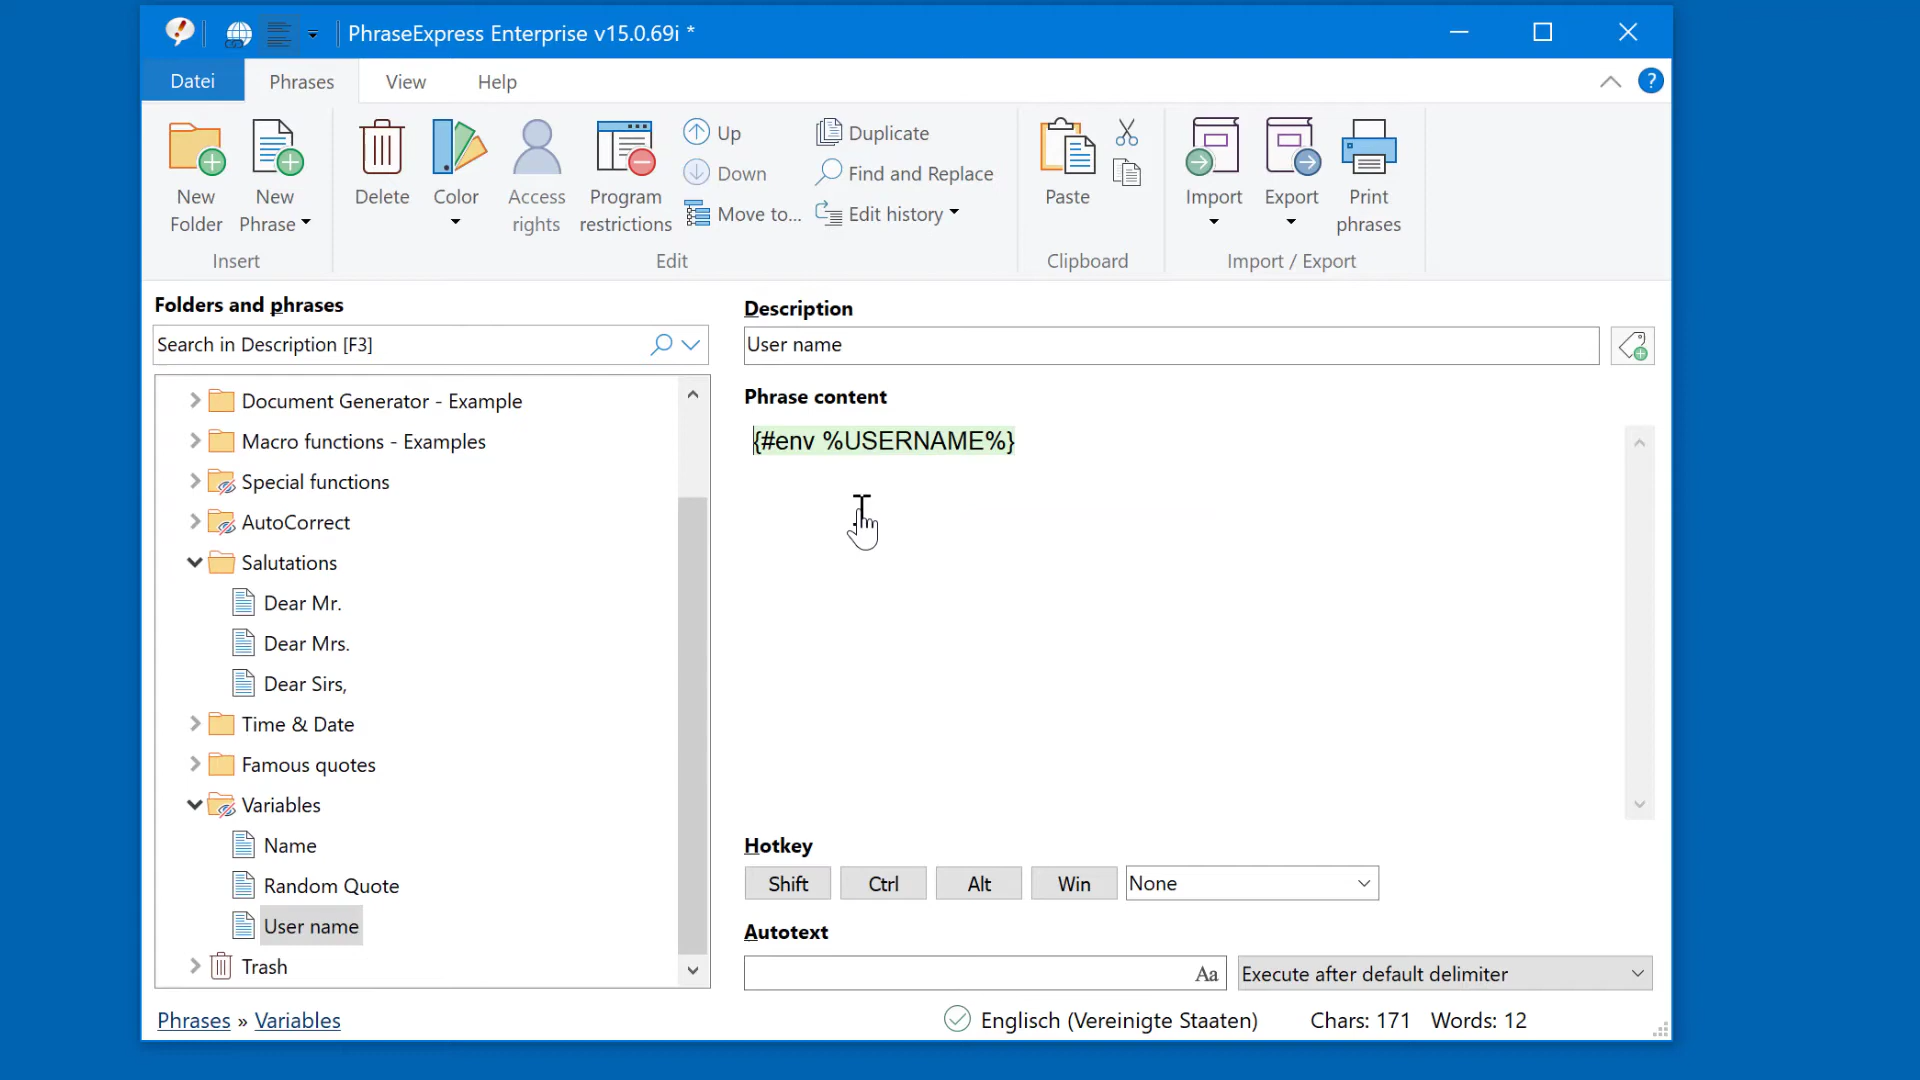 PhraseExpress Enterprise v15.0.69i *
Datei
Phrases
View
Help
?
New
Folder
New
Phrase
Insert
Delete
Color
Access
rights
Program
restrictions
Up
Down
Move to...
Duplicate
Find and Replace
Edit history
Edit
Paste
Clipboard
Import
Export
Print
phrases
Import / Export
Folders and phrases
Search in Description [F3]
Document Generator - Example
Macro functions - Examples
Special functions
AutoCorrect
Salutations
Dear Mr.
Dear Mrs.
Dear Sirs,
Time & Date
Famous quotes
Variables
Name
Random Quote
User name
Trash
Description
User name
Phrase content
{#env %USERNAME%}
Hotkey
Shift
Ctrl
Alt
Win
None
Autotext
Aa
Execute after default delimiter
Phrases » Variables
Englisch (Vereinigte Staaten)
Chars: 171
Words: 12